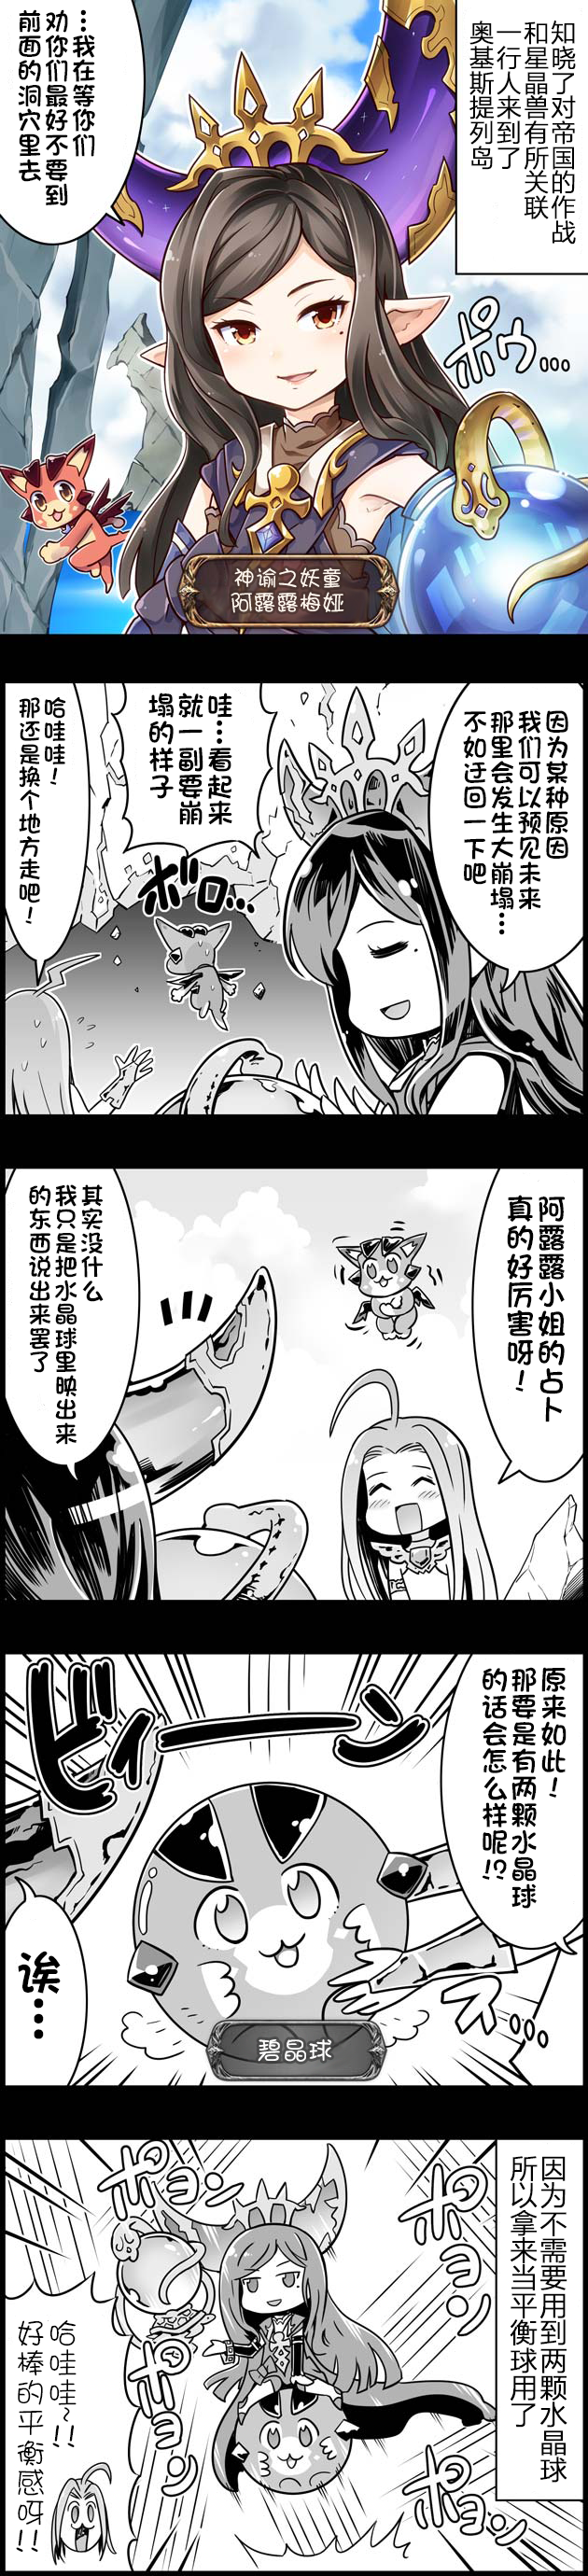 知晓了对帝国的作战
和星晶兽有所关联
一行人来到了
奥基斯提列岛
…我在等你们
劝你们最好不要到
前面的洞穴里去
ポゥ...
神谕之妖童
阿露露梅娅
因为某种原因
我们可以预见未来
那里会发生大崩塌…
不如迂回一下吧
哇…看起来
就一副要崩
塌的样子
ボロ...
哈哇哇！
那还是换个地方走吧！
阿露露小姐的占卜
真的好厉害呀！
其实没什么
我只是把水晶球里映出来
的东西说出来罢了
原来如此！
那要是有两颗水晶球
的话会怎么样呢!?
ビィーーン
ス...
诶…
碧晶球
因为不需要用到两颗水晶球
所以拿来当平衡球用了
ポヨン
ポヨン
ポヨン
ポヨン
哈哇哇~!!
好棒的平衡感呀!!